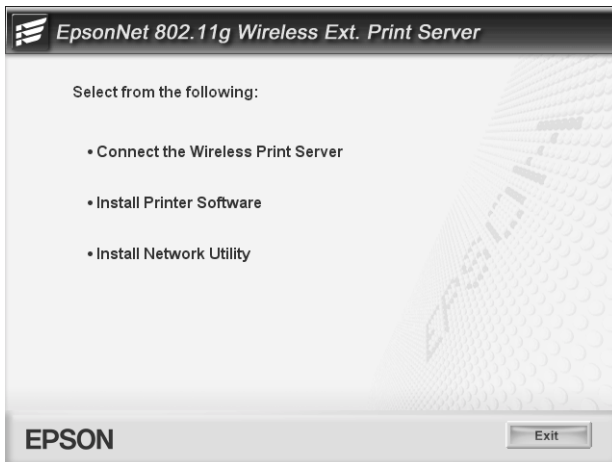 EpsonNet 802.11g Wireless Ext. Print Server
Select from the following:
• Connect the Wireless Print Server
• Install Printer Software
• Install Network Utility
EPSON
EPSON
Exit